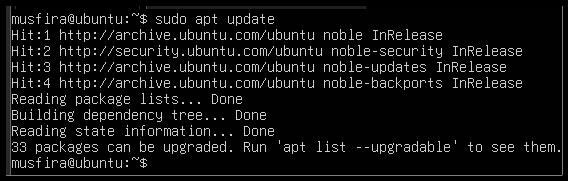 musfira@ubuntu:~$ sudo apt update
Hit:1 http://archive.ubuntu.com/ubuntu noble InRelease
Hit:2 http://security.ubuntu.com/ubuntu noble-security InRelease
Hit:3 http://archive.ubuntu.com/ubuntu noble-updates InRelease
Hit:4 http://archive.ubuntu.com/ubuntu noble-backports InRelease
Reading package lists... Done
Building dependency tree... Done
Reading state information... Done
33 packages can be upgraded. Run 'apt list --upgradable' to see them.
musfira@ubuntu:~$